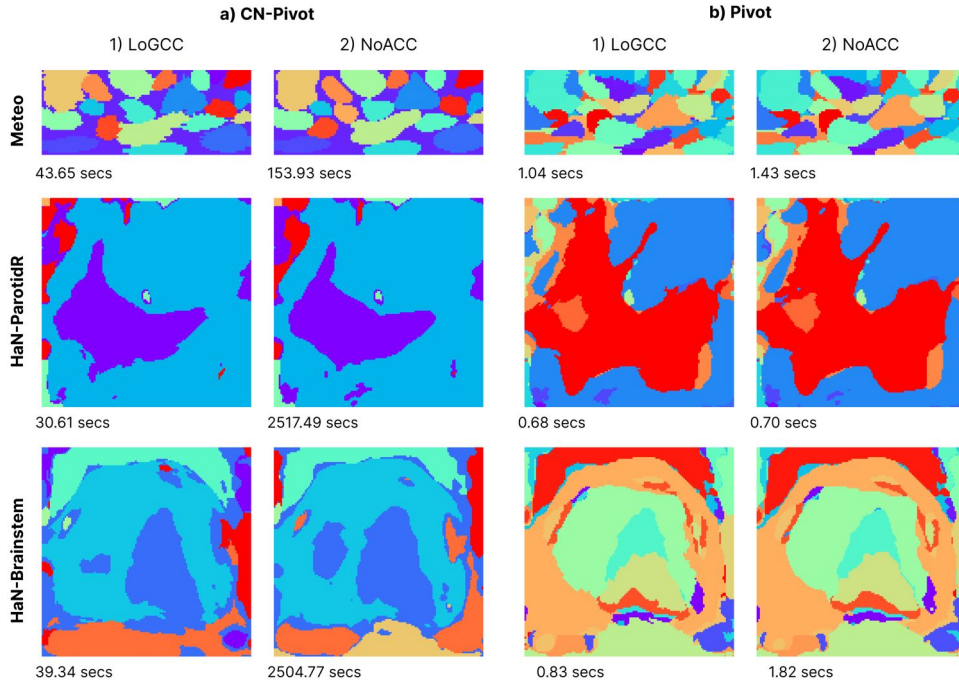 a) CN-Pivot
b) Pivot
1) LoGCC
2) NoACC
1) LoGCC
2) NoACC
Meteo
43.65 secs
153.93 secs
1.04 secs
1.43 secs
HaN-ParotidR
30.61 secs
2517.49 secs
0.68 secs
0.70 secs
HaN-Brainstem
39.34 secs
2504.77 secs
0.83 secs
1.82 secs